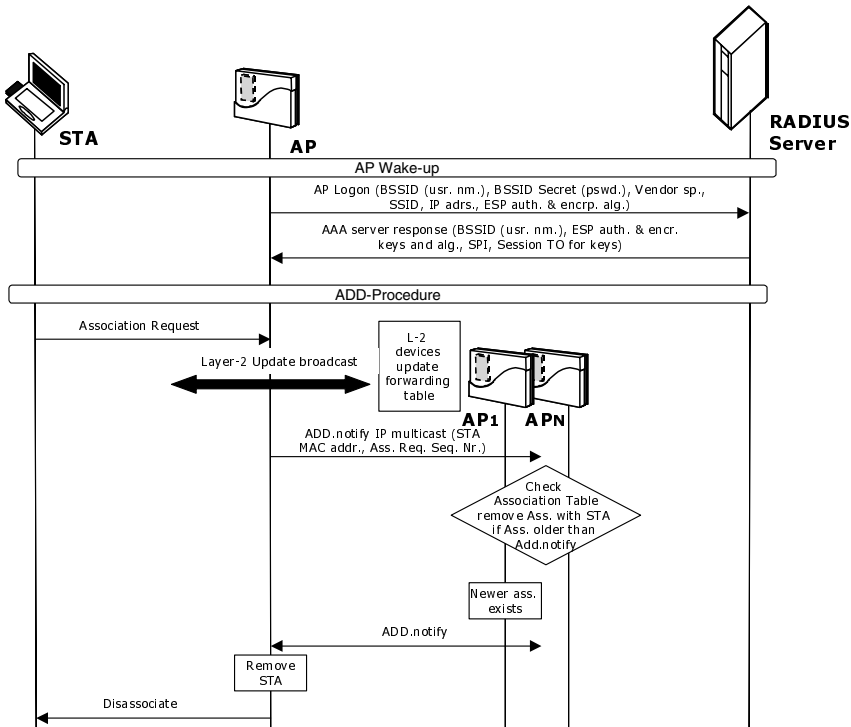 STA
AP
RADIUS
Server
AP Wake-up
AP Logon (BSSID (usr. nm.), BSSID Secret (pswd.), Vendor sp.,
SSID, IP adrs., ESP auth. & encrp. alg.)
AAA server response (BSSID (usr. nm.), ESP auth. & encr.
keys and alg., SPI, Session TO for keys)
ADD-Procedure
Association Request
Layer-2 Update broadcast
L-2
devices
update
forwarding
table
AP1
APN
ADD.notify IP multicast (STA
MAC addr., Ass. Req. Seq. Nr.)
Check
Association Table
remove Ass. with STA
if Ass. older than
Add.notify
Newer ass.
exists
ADD.notify
Remove
STA
Disassociate